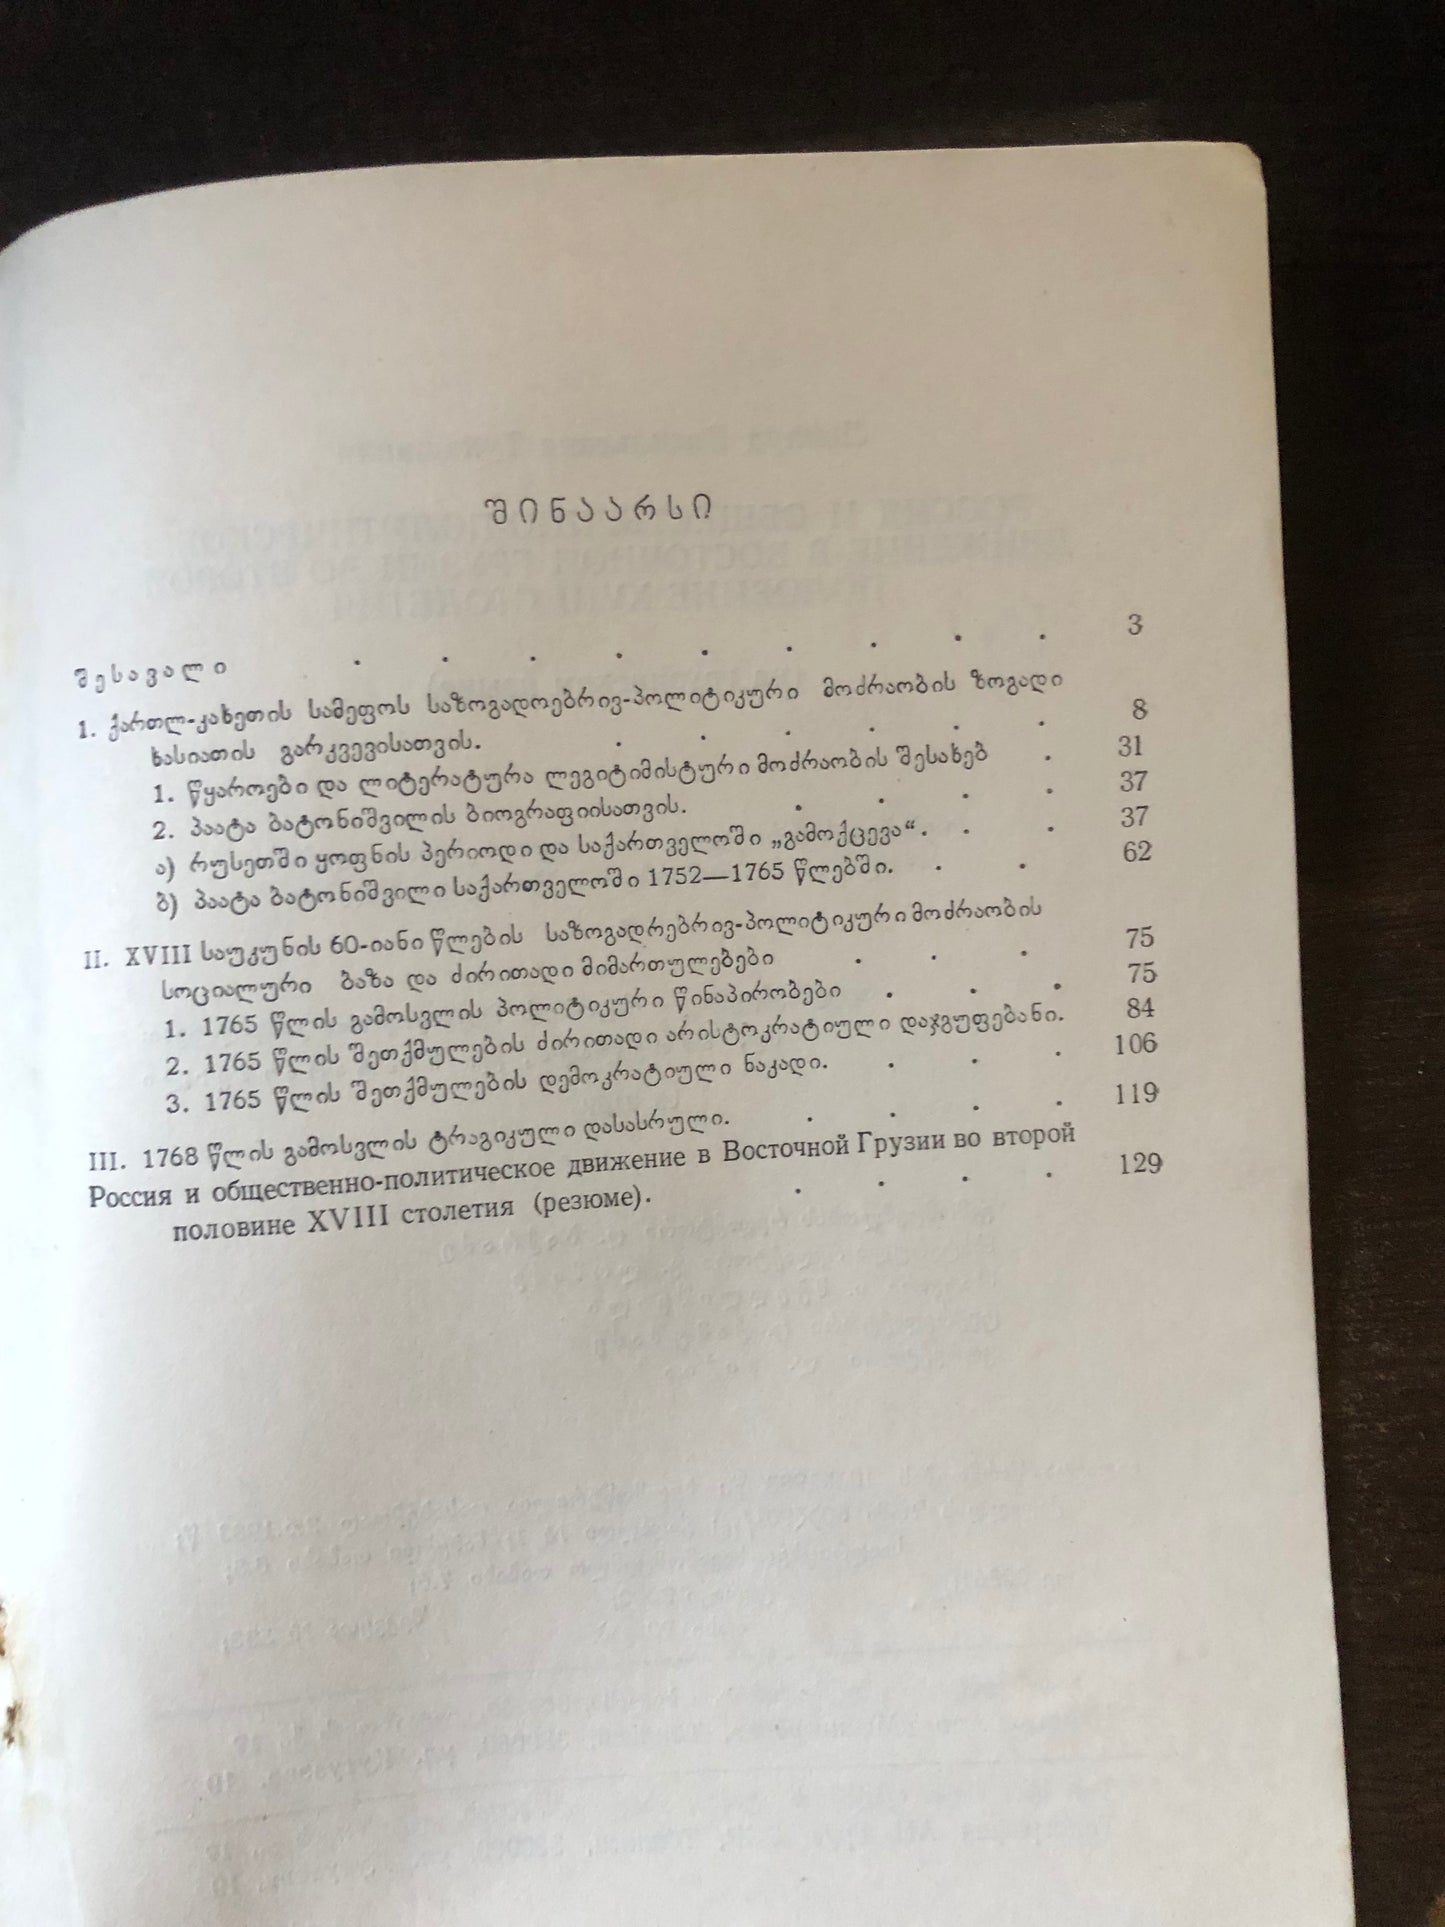 შინაარსი
შესავალი . . . . . . . . . 3
1. ქართლ-კახეთის სამეფოს საზოგადოებრივ-პოლიტიკური მოძრაობის ზოგადი
ხასიათის გარკვევისათვის. . . . . . . 8
1. წყაროები და ლიტერატურა ლეგიტიმისტური მოძრაობის შესახებ . 31
2. პაატა ბატონიშვილის ბიოგრაფიისათვის. . . . . 37
ა) რუსეთში ყოფნის პერიოდი და საქართველოში „გამოქცევა“. . . 37
ბ) პაატა ბატონიშვილი საქართველოში 1752—1765 წლებში. . . 62
II. XVIII საუკუნის 60-იანი წლების საზოგადრებრივ-პოლიტიკური მოძრაობის
სოციალური ბაზა და ძირითადი მიმართულებები . . . 75
1. 1765 წლის გამოსვლის პოლიტიკური წინაპირობები . . . 75
2. 1765 წლის შეთქმულების ძირითადი არისტოკრატიული დაჯგუფებანი. 84
3. 1765 წლის შეთქმულების დემოკრატიული ნაკადი. . . . 106
III. 1768 წლის გამოსვლის ტრაგიკული დასასრული. . . . . 119
Россия и общественно-политическое движение в Восточной Грузии во второй
половине XVIII столетия (резюме). . . . . 129